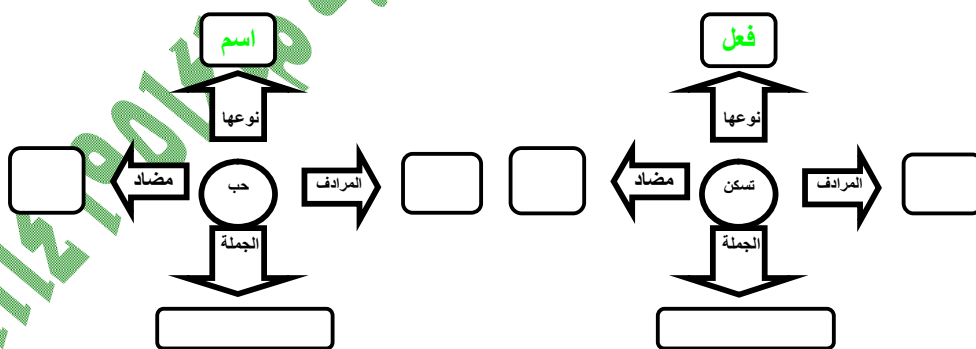 فعل
نوعها
المرادف
تسكن
مضاد
الجملة
اسم
نوعها
المرادف
حب
مضاد
الجملة